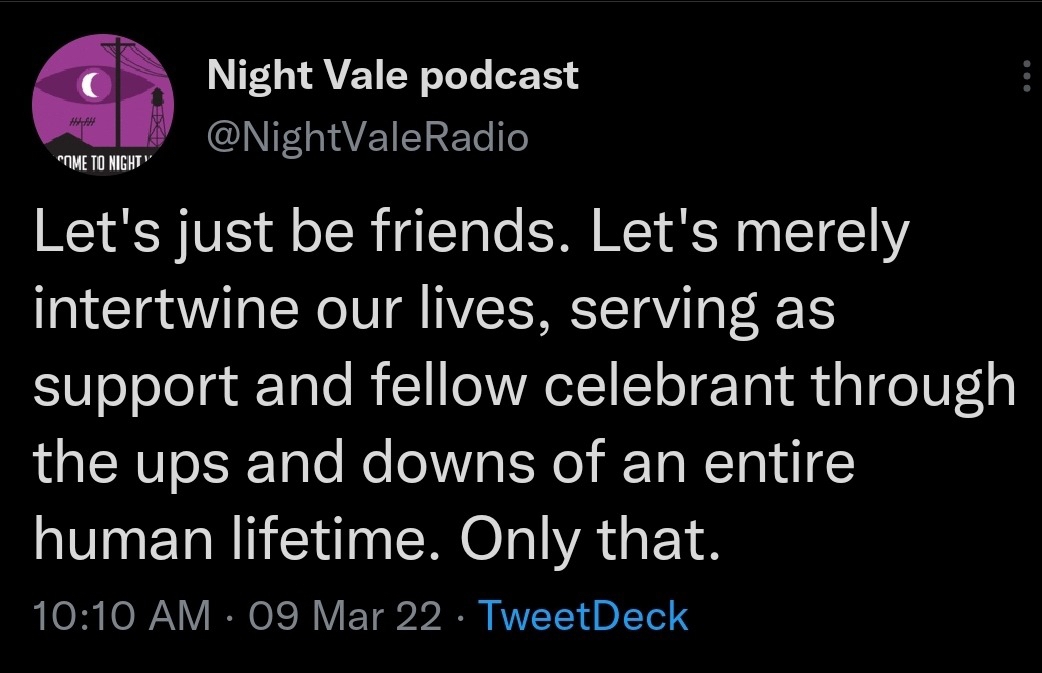 Night Vale podcast
@NightValeRadio
COME TO NIGHT V
Let's just be friends. Let's merely
intertwine our lives, serving as
support and fellow celebrant through
the ups and downs of an entire
human lifetime. Only that.
10:10 AM · 09 Mar 22 · TweetDeck